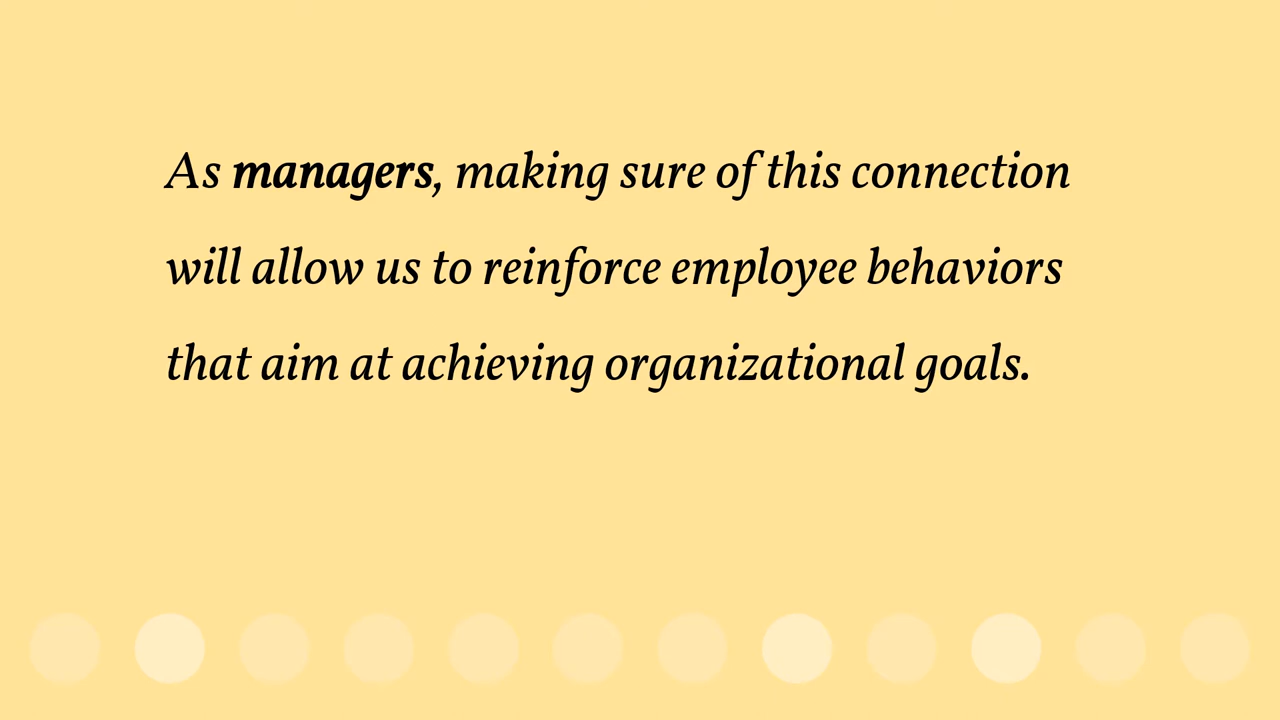 As managers, making sure of this connection
will allow us to reinforce employee behaviors
that aim at achieving organizational goals.